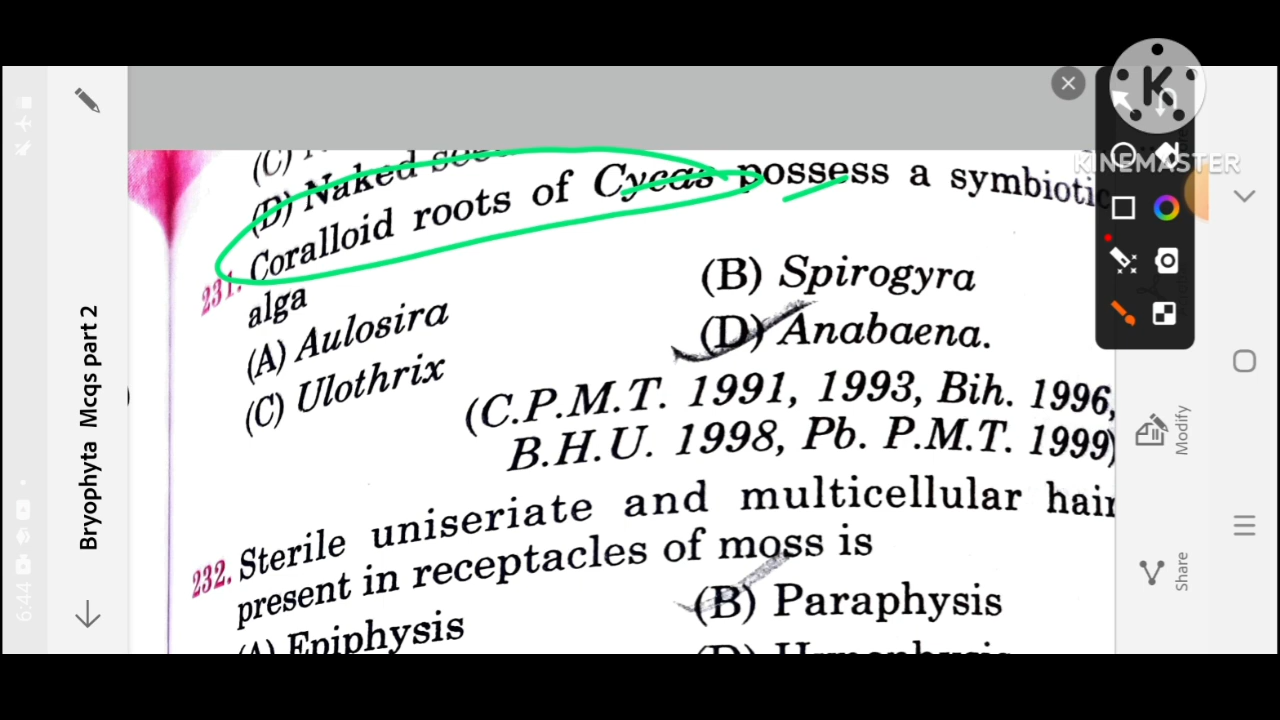 KINEMASTER
(C)
(D) Naked
231. Coralloid roots of Cycas possess a symbiotic
alga
(A) Aulosira
(B) Spirogyra
(C) Ulothrix
(D) Anabaena.
(C.P.M.T. 1991, 1993, Bih. 1996,
B.H.U. 1998, Pb. P.M.T. 1999)
232. Sterile uniseriate and multicellular hair
present in receptacles of moss is
(A) Epiphysis
(B) Paraphysis
(D)
Bryophyta Mcqs part 2
Modify
Share
6:44